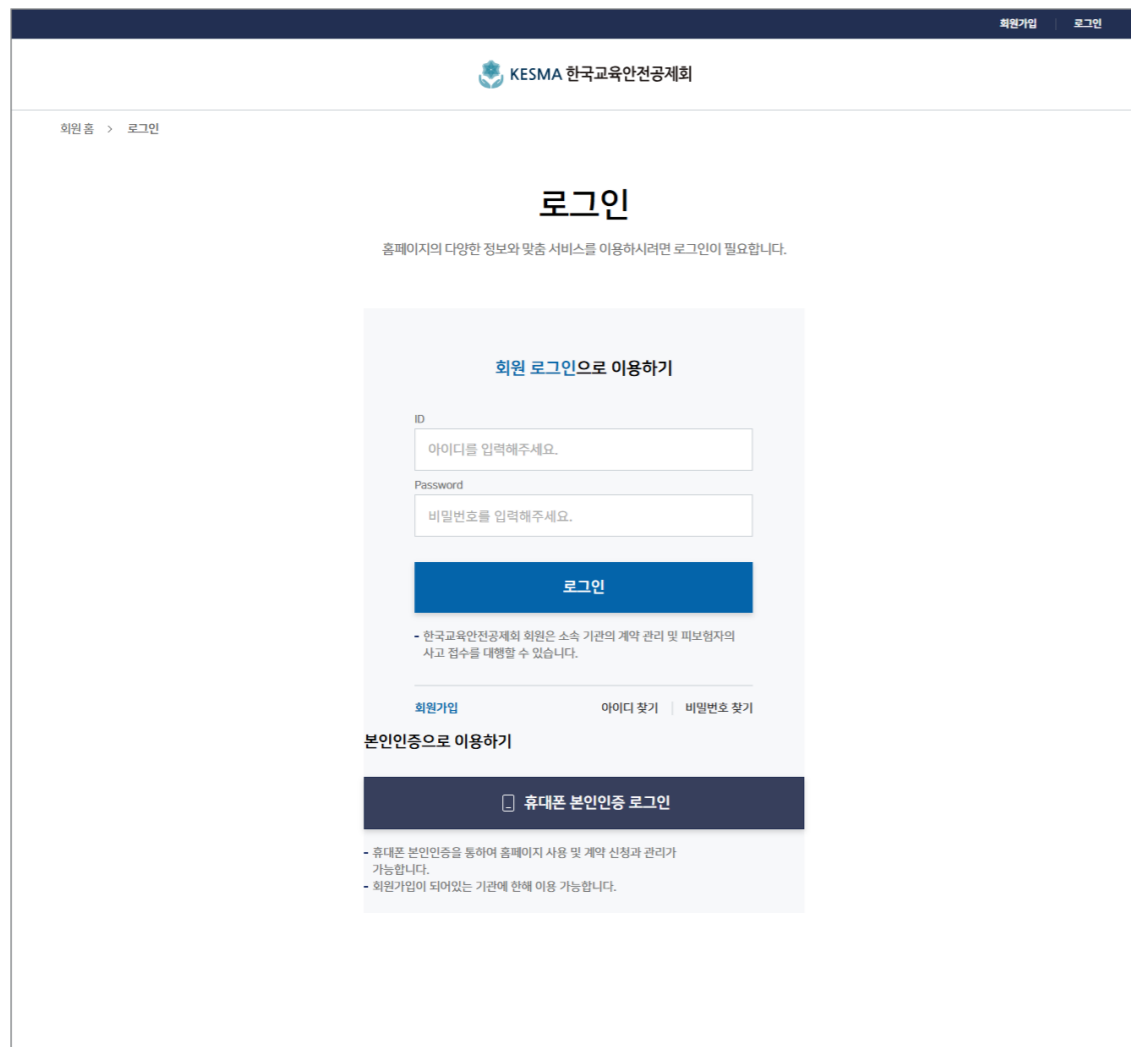 회원가입 로그인
KESMA 한국교육안전공제회
회원 홈 > 로그인
로그인
홈페이지의 다양한 정보와 맞춤 서비스를 이용하시려면 로그인이 필요합니다.
회원 로그인으로 이용하기
ID
아이디를 입력해주세요.
Password
비밀번호를 입력해주세요.
로그인
- 한국교육안전공제회 회원은 소속 기관의 계약 관리 및 피보험자의
사고 접수를 대행할 수 있습니다.
회원가입 아이디 찾기 | 비밀번호 찾기
본인인증으로 이용하기
휴대폰 본인인증 로그인
- 휴대폰 본인인증을 통하여 홈페이지 사용 및 계약 신청과 관리가
가능합니다.
- 회원가입이 되어있는 기관에 한해 이용 가능합니다.